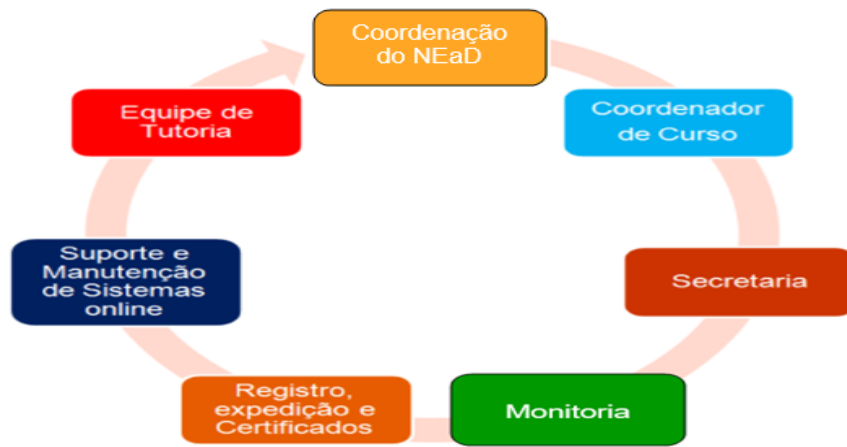 Coordenação
do NEaD
Coordenador
de Curso
Secretaria
Monitoria
Registro,
expedição e
Certificados
Suporte e
Manutenção
de Sistemas
online
Equipe de
Tutoria